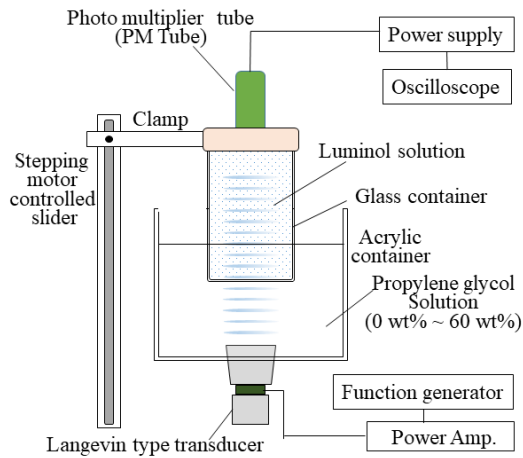 Photo multiplier tube
(PM Tube)
Power supply
Oscilloscope
Clamp
Luminol solution
Stepping
motor
controlled
slider
Glass container
Acrylic
container
Propylene glycol
Solution
(0 wt% ~ 60 wt%)
Function generator
Power Amp.
Langevin type transducer